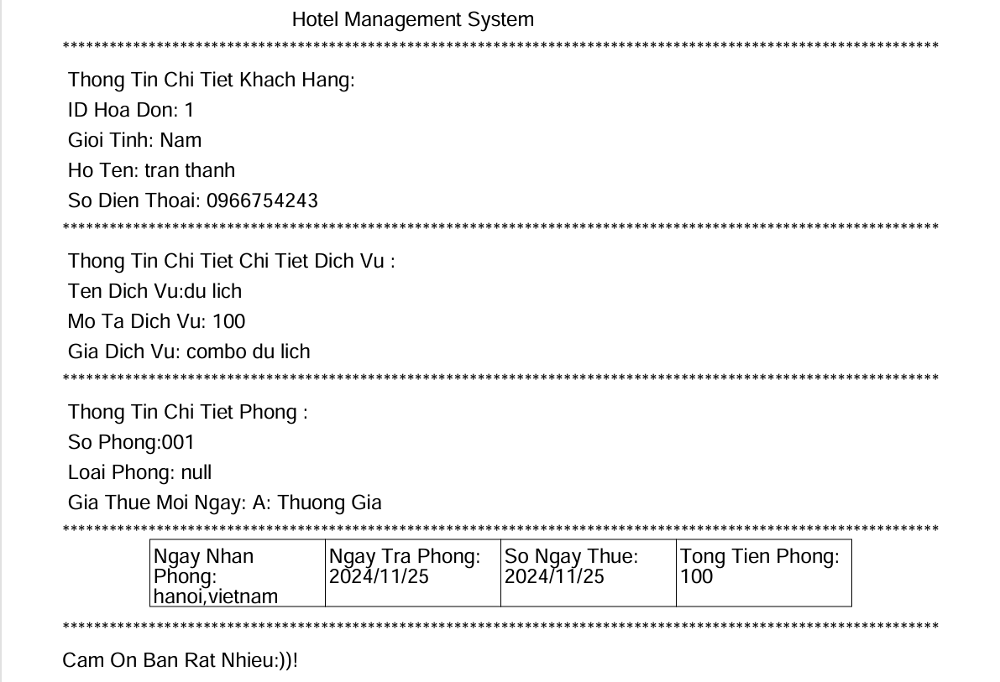 Hotel Management System
****************************************************************************************************************
Thong Tin Chi Tiet Khach Hang:
ID Hoa Don: 1
Gioi Tinh: Nam
Ho Ten: tran thanh
So Dien Thoai: 0966754243
****************************************************************************************************************
Thong Tin Chi Tiet Chi Tiet Dich Vu :
Ten Dich Vu:du lich
Mo Ta Dich Vu: 100
Gia Dich Vu: combo du lich
****************************************************************************************************************
Thong Tin Chi Tiet Phong :
So Phong:001
Loai Phong: null
Gia Thue Moi Ngay: A: Thuong Gia
****************************************************************************************************************
Ngay Nhan
Phong:
hanoi,vietnam
Ngay Tra Phong:
2024/11/25
So Ngay Thue:
2024/11/25
Tong Tien Phong:
100
****************************************************************************************************************
Cam On Ban Rat Nhieu:))!